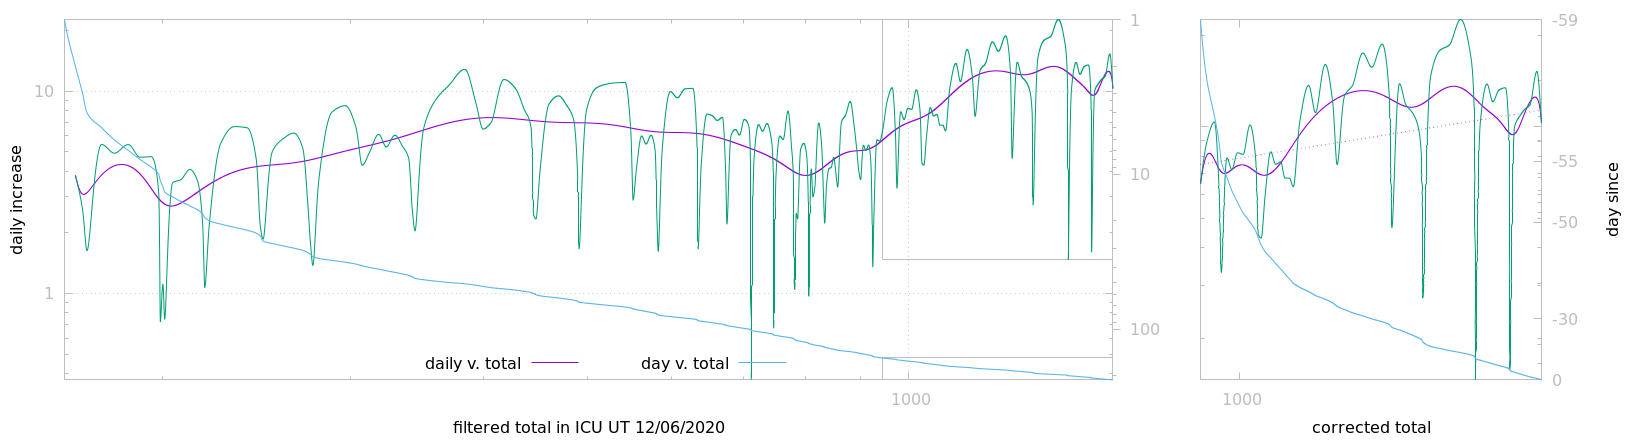 daily increase
10
1
daily v. total
day v. total
1
10
100
1000
filtered total in ICU UT 12/06/2020
-59
-55
-50
-30
0
day since
1000
corrected total